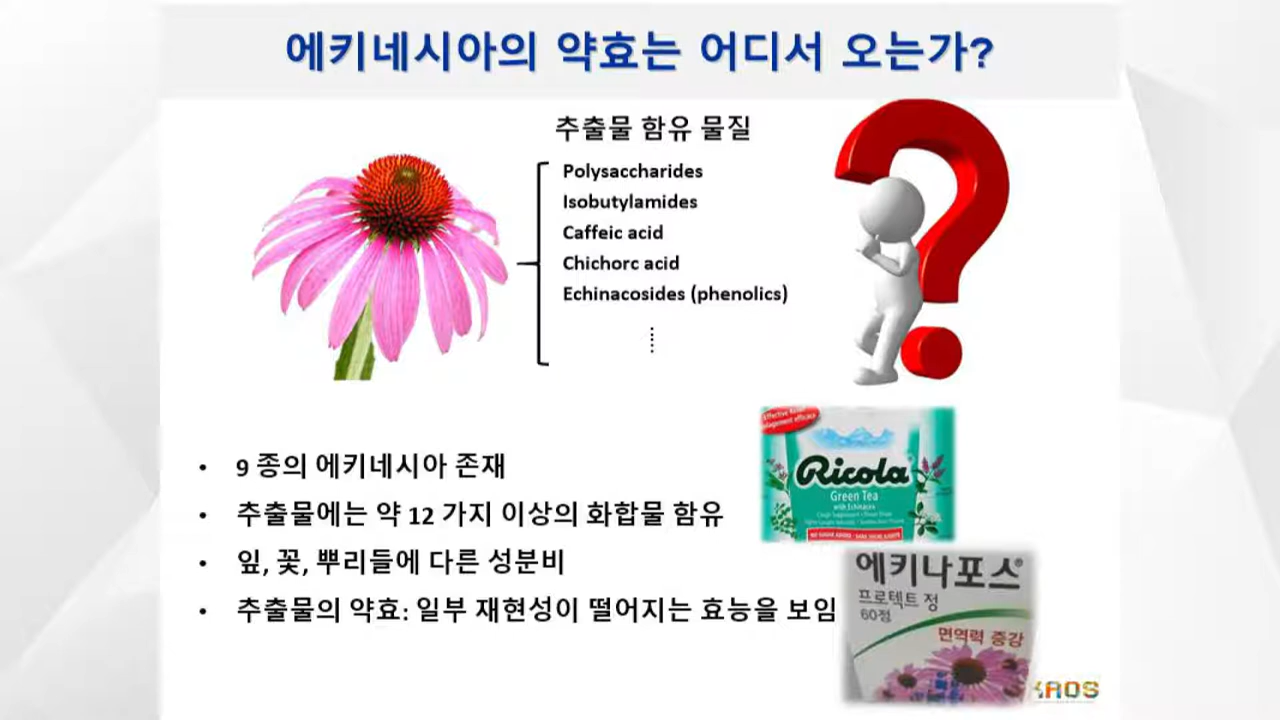 에키네시아의 약효는 어디서 오는가?
추출물 함유 물질
Polysaccharides
Isobutylamides
Caffeic acid
Chichorc acid
Echinacosides (phenolics)
• 9 종의 에키네시아 존재
• 추출물에는 약 12 가지 이상의 화합물 함유
• 잎, 꽃, 뿌리들에 다른 성분비
• 추출물의 약효: 일부 재현성이 떨어지는 효능을 보임
Ricola
Green Tea
with Echinacea
에키나포스®
프로텍트 정
60정
면역력 증강
KAOS